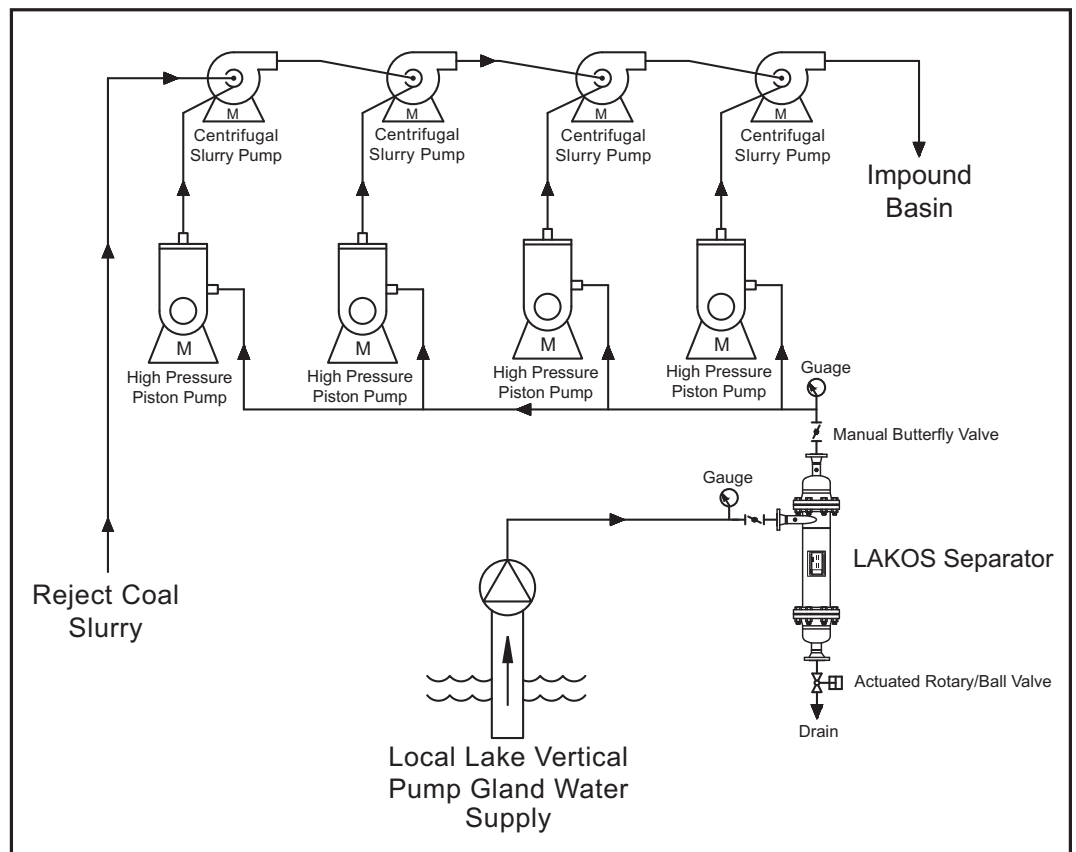 M
Centrifugal
Slurry Pump
M
Centrifugal
Slurry Pump
M
Centrifugal
Slurry Pump
M
Centrifugal
Slurry Pump
Impound
Basin
M
High Pressure
Piston Pump
M
High Pressure
Piston Pump
M
High Pressure
Piston Pump
M
High Pressure
Piston Pump
Guage
Manual Butterfly Valve
Gauge
LAKOS Separator
Reject Coal
Slurry
Actuated Rotary/Ball Valve
Drain
Local Lake Vertical
Pump Gland Water
Supply